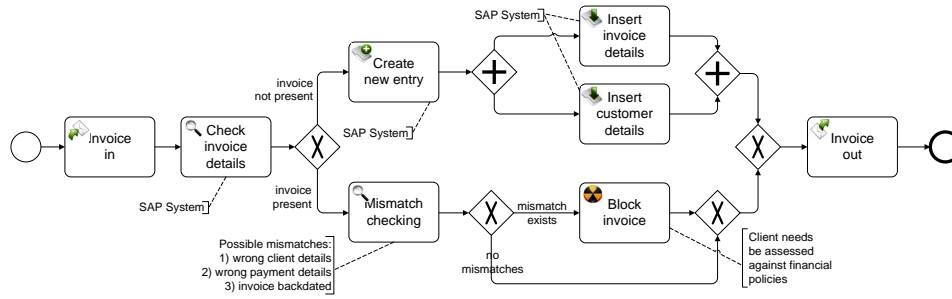 SAP System
Insert
invoice
details
Create
new entry
invoice
not present
Insert
customer
details
SAP System
Invoice
in
Check
invoice
details
Invoice
out
SAP System
invoice
present
Mismatch
checking
mismatch
exists
Block
invoice
Possible mismatches:
1) wrong client details
2) wrong payment details
3) invoice backdated
no
mismatches
Client needs
be assessed
against financial
policies